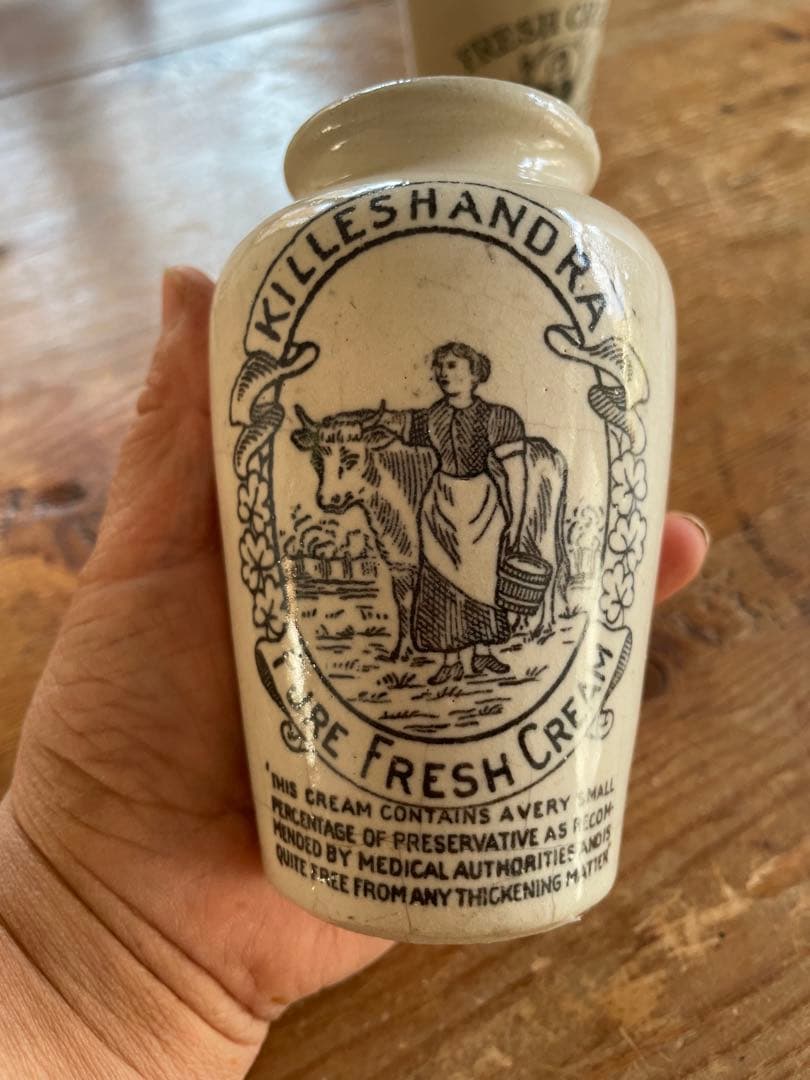 FRESH
KILLESHANDRA
PURE FRESH CREAM
"THIS CREAM CONTAINS A VERY SMALL
PERCENTAGE OF PRESERVATIVE AS RECOM-
MENDED BY MEDICAL AUTHORITIES AND IS
QUITE FREE FROM ANY THICKENING MATTER"